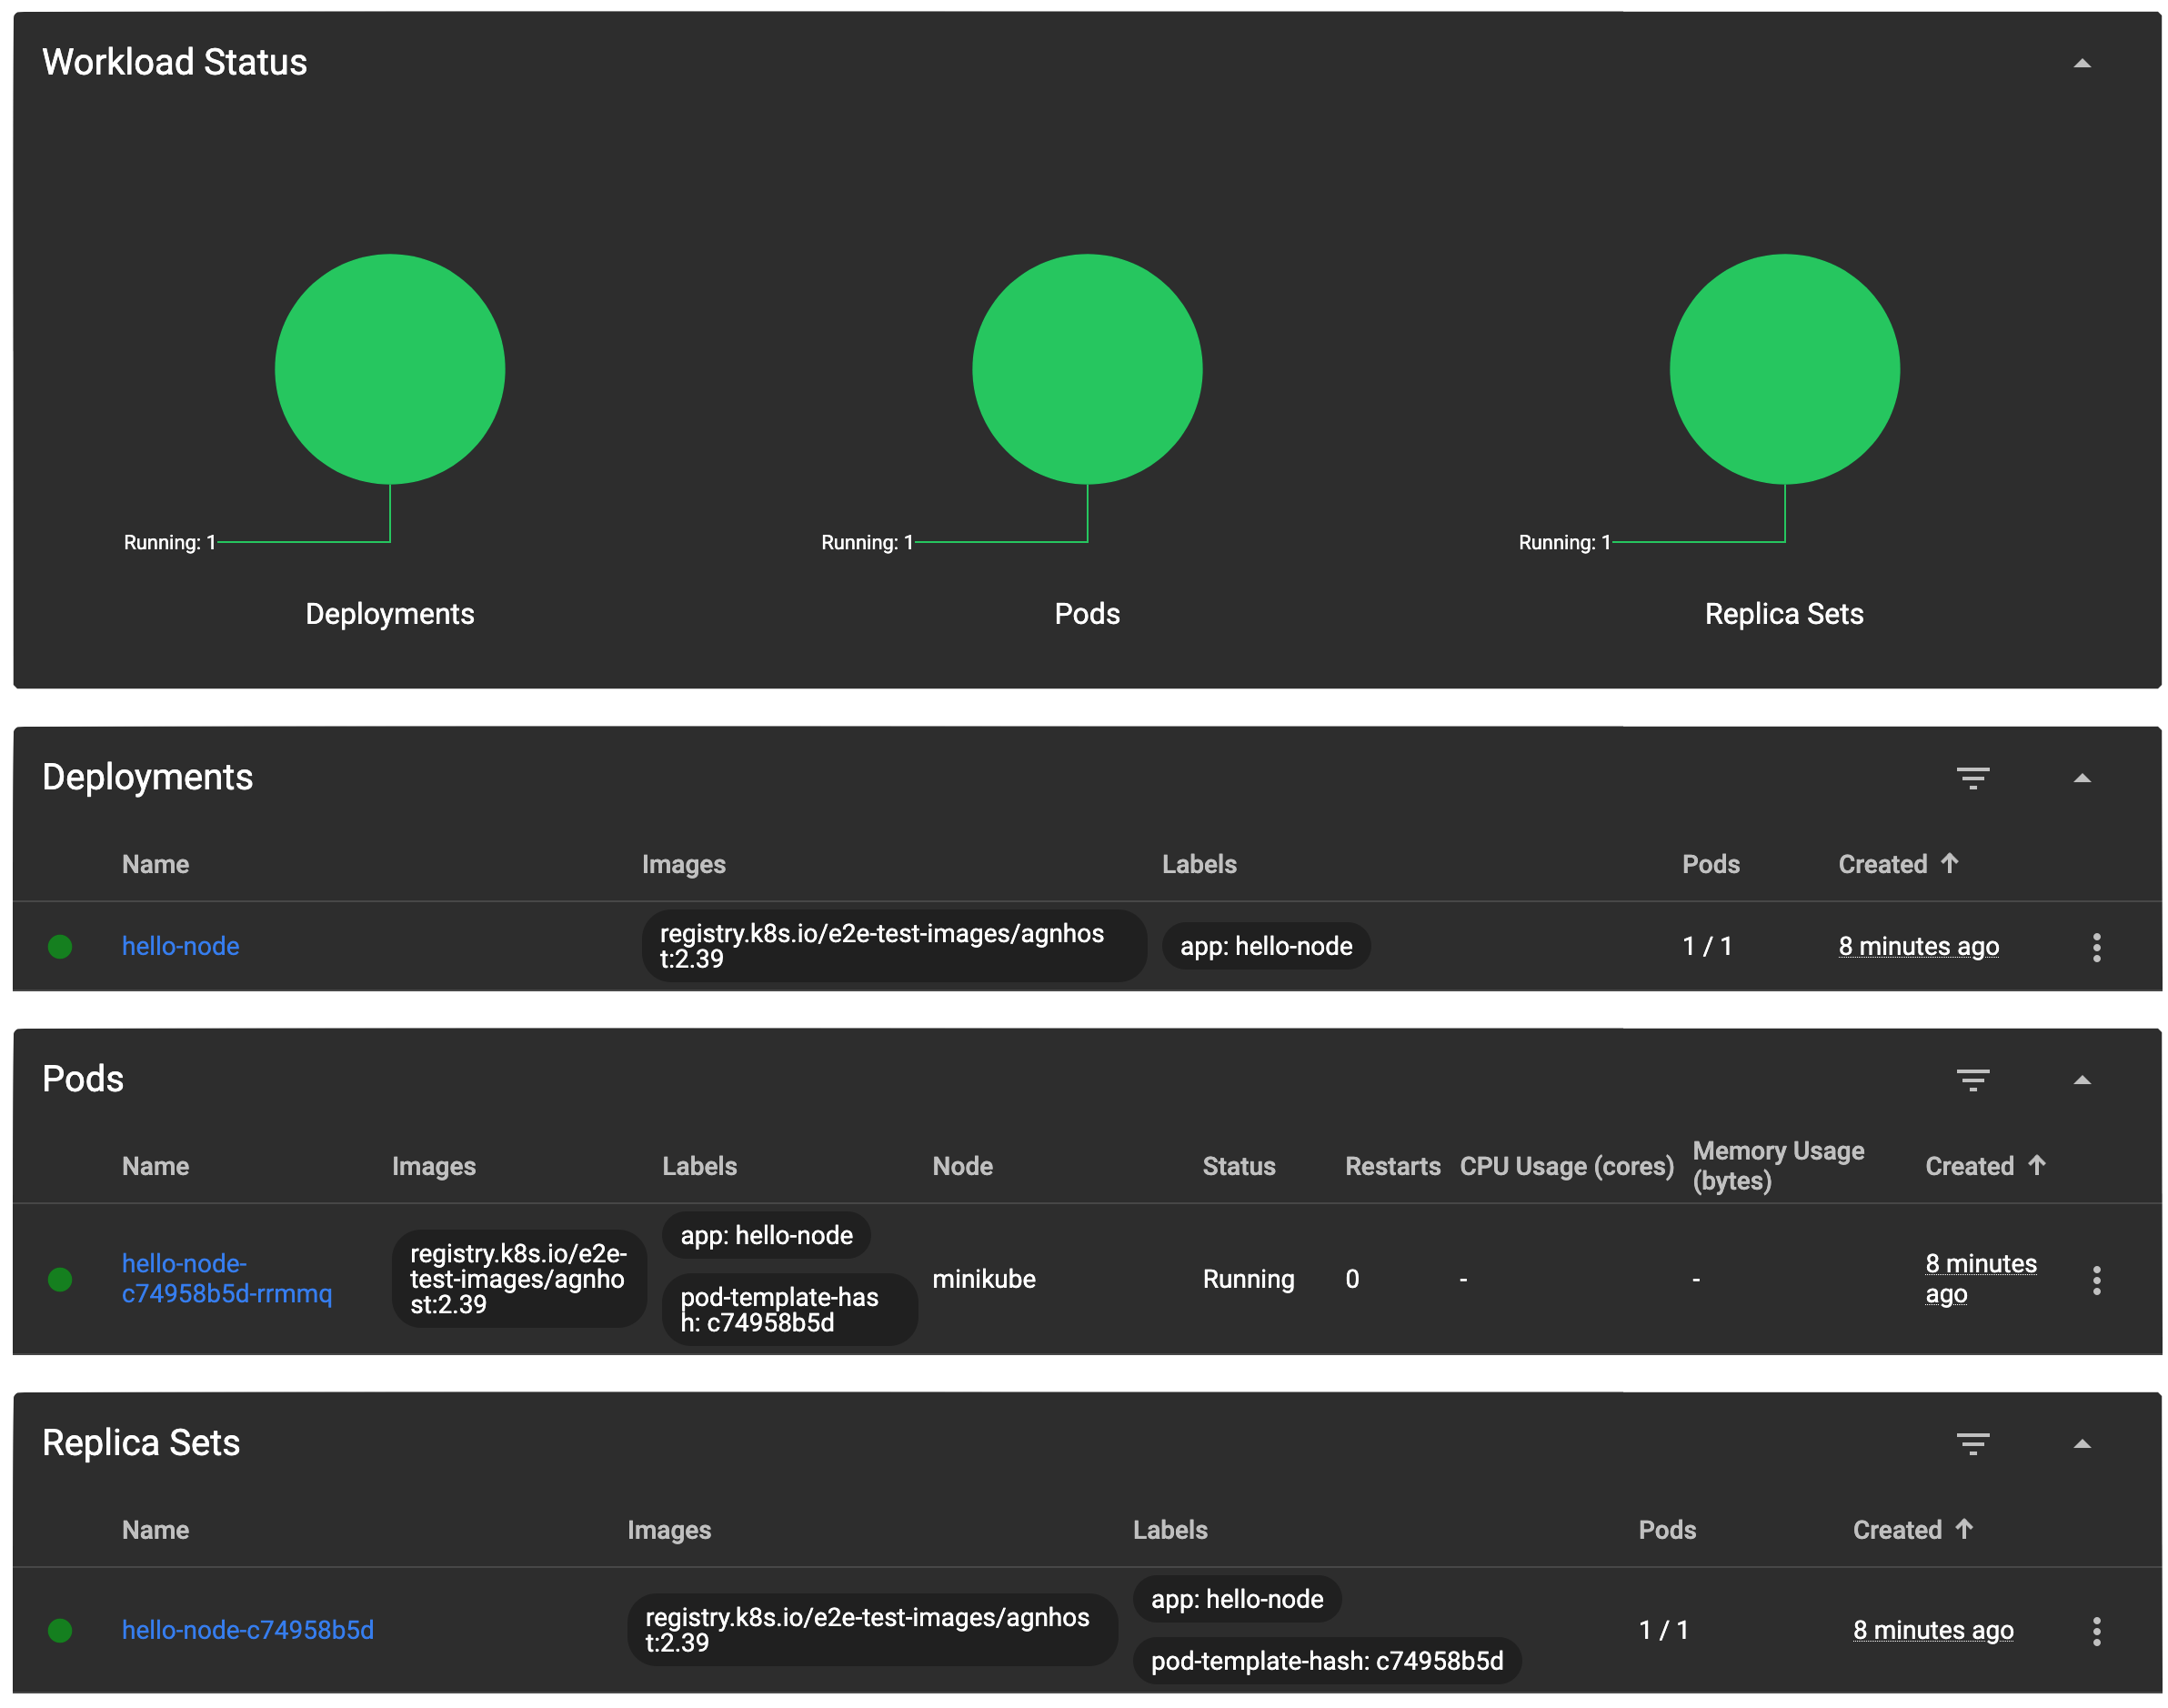 Workload Status
Running: 1
Running: 1
Running: 1
Deployments
Pods
Replica Sets
Deployments
Name Images Labels Pods Created
hello-node
registry.k8s.io/e2e-test-images/agnhos
t:2.39
app: hello-node
1 / 1
8 minutes ago
Pods
Name Images Labels Node Status Restarts CPU Usage (cores)
Memory Usage
(bytes)
Created
hello-node-
c74958b5d-rrmmq
registry.k8s.io/e2e-
test-images/agnho
st:2.39
app: hello-node
pod-template-has
h: c74958b5d
minikube
Running
0
-
-
8 minutes
ago
Replica Sets
Name Images Labels Pods Created
hello-node-c74958b5d
registry.k8s.io/e2e-test-images/agnhos
t:2.39
app: hello-node
pod-template-hash: c74958b5d
1 / 1
8 minutes ago